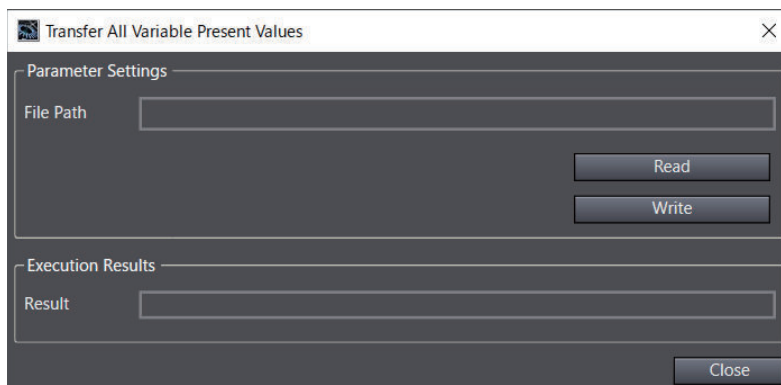 Transfer All Variable Present Values
Parameter Settings
File Path
Read
Write
Execution Results
Result
Close